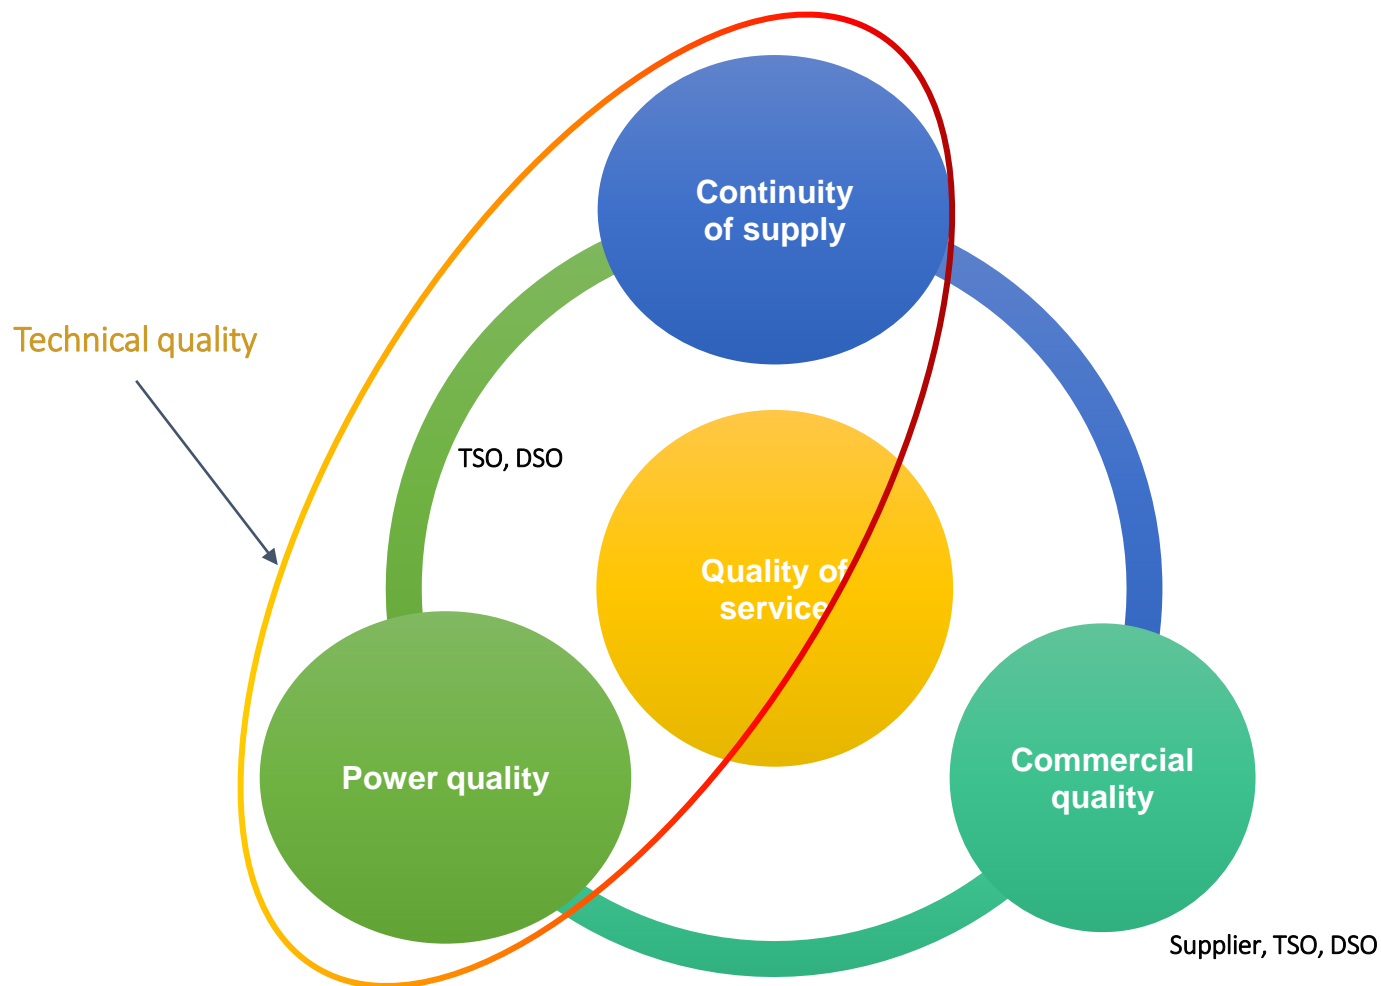 Continuity
of supply
Technical quality
TSO, DSO
Quality of
service
Power quality
Commercial
quality
Supplier, TSO, DSO